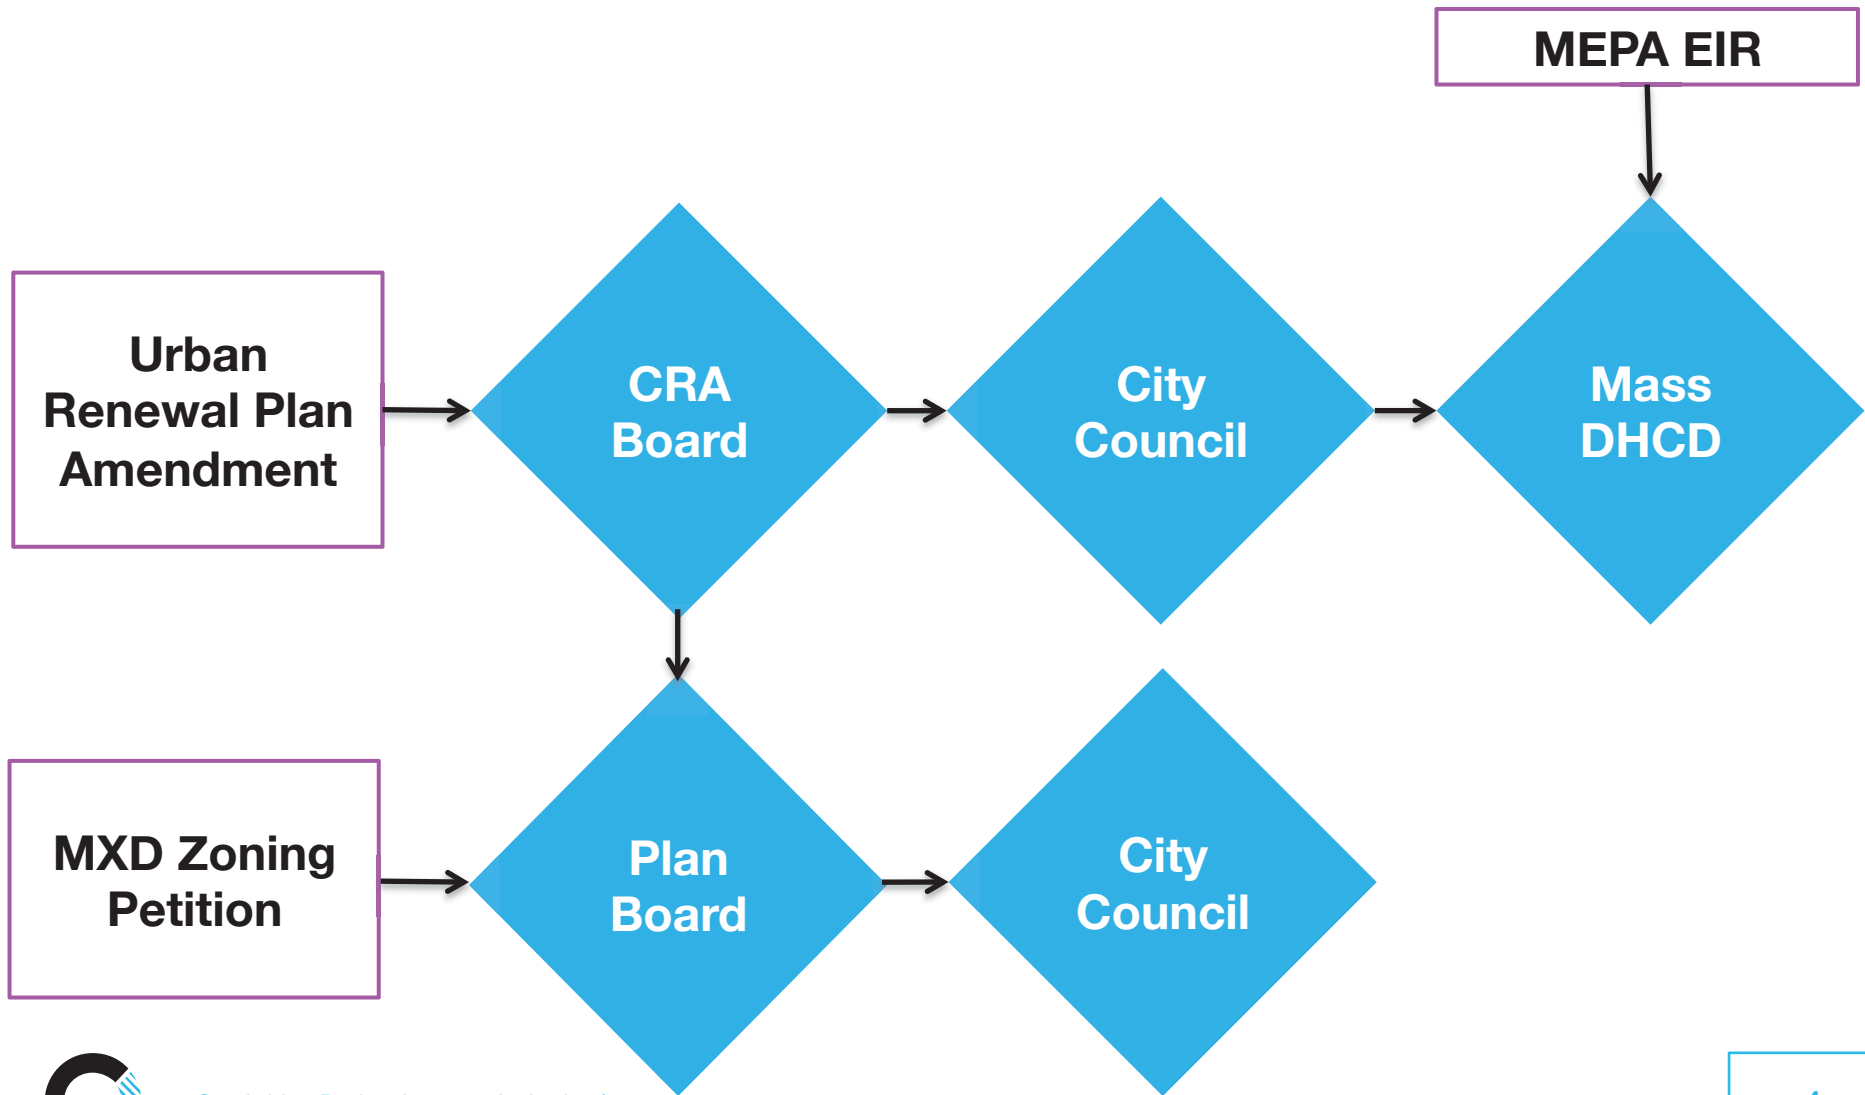 MEPA EIR
Urban
Renewal Plan
Amendment
CRA
Board
City
Council
Mass
DHCD
MXD Zoning
Petition
Plan
Board
City
Council